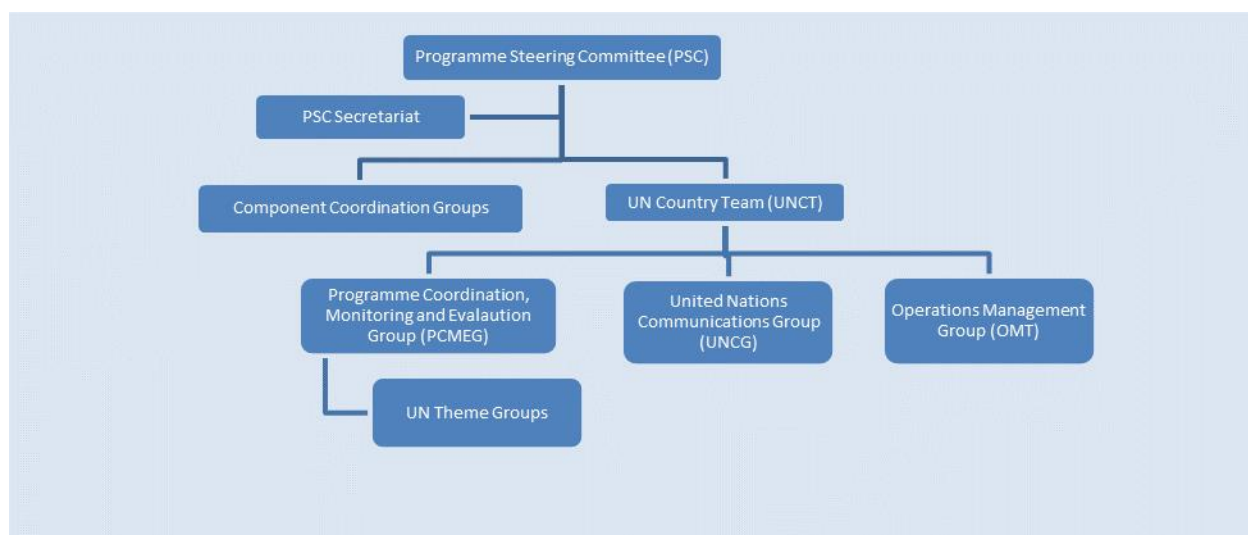 Programme Steering Committee (PSC)
PSC Secretariat
Component Coordination Groups
UN Country Team (UNCT)
Programme Coordination,
Monitoring and Evalaution
Group (PCMEG)
United Nations
Communications Group
(UNCG)
Operations Management
Group (OMT)
UN Theme Groups